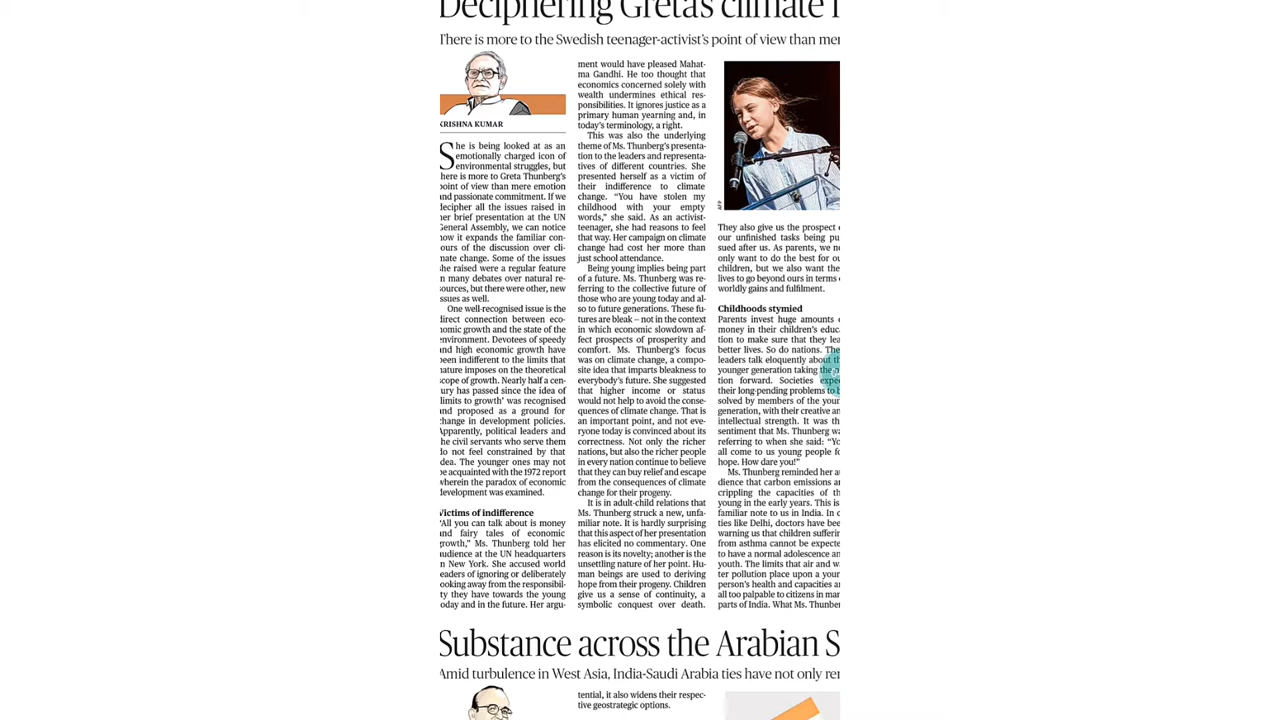 Deciphering Greta's climate
There is more to the Swedish teenager-activist's point of view than
KRISHNA KUMAR
She is being looked at as an
emotionally charged icon of
environmental struggles, but
there is more to Greta Thunberg's
point of view than mere emotion
and passionate commitment. If we
decipher all the issues raised in
her brief presentation at the UN
General Assembly, we can notice
how it expands the familiar con-
tours of the discussion over cli-
mate change. Some of the issues
she raised were a regular feature
in many debates over natural re-
sources, but there were other, new
issues as well.
One well-recognised issue is the
direct connection between eco-
nomic growth and the state of the
environment. Devotees of speedy
and high economic growth have
been indifferent to the limits that
nature imposes on the theoretical
scope of growth. Nearly half a cen-
tury has passed since the idea of
'limits to growth' was recognised
and proposed as a ground for
change in development policies.
Apparently, political leaders and
the civil servants who serve them
do not feel constrained by that
idea. The younger ones may not
be acquainted with the 1972 report
wherein the paradox of economic
development was examined.
Victims of indifference
"All you can talk about is money
and fairy tales of economic
growth," Ms. Thunberg told her
audience at the UN headquarters
in New York. She accused world
leaders of ignoring or deliberately
looking away from the responsibil-
ity they have towards the young
today and in the future. Her argu-
ment would have pleased Mahat-
ma Gandhi. He too thought that
economics concerned solely with
wealth undermines ethical res-
ponsibilities. It ignores justice as a
primary human yearning and, in
today's terminology, a right.
This was also the underlying
theme of Ms. Thunberg's presenta-
tion to the leaders and representa-
tives of different countries. She
presented herself as a victim of
their indifference to climate
change. "You have stolen my
childhood with your empty
words," she said. As an activist-
teenager, she had reasons to feel
that way. Her campaign on climate
change had cost her more than
just school attendance.
Being young implies being part
of a future. Ms. Thunberg was re-
ferring to the collective future of
those who are young today and al-
so to future generations. These fu-
tures are bleak – not in the context
in which economic slowdown af-
fect prospects of prosperity and
comfort. Ms. Thunberg's focus
was on climate change, a compo-
site idea that imparts bleakness to
everybody's future. She suggested
that higher income or status
would not help to avoid the conse-
quences of climate change. That is
an important point, and not eve-
ryone today is convinced about its
correctness. Not only the richer
nations, but also the richer people
in every nation continue to believe
that they can buy relief and escape
from the consequences of climate
change for their progeny.
It is in adult-child relations that
Ms. Thunberg struck a new, unfa-
miliar note. It is hardly surprising
that this aspect of her presentation
has elicited no commentary. One
reason is its novelty; another is the
unsettling nature of her point. Hu-
man beings are used to deriving
hope from their progeny. Children
give us a sense of continuity, a
symbolic conquest over death.
AFP
They also give us the prospect
our unfinished tasks being pu
sued after us. As parents, we no
only want to do the best for ou
children, but we also want the
lives to go beyond ours in terms
worldly gains and fulfilment.
Childhoods stymied
Parents invest huge amounts
money in their children's educa
tion to make sure that they lea
better lives. So do nations. The
leaders talk eloquently about th
younger generation taking the
tion forward. Societies expe
their long-pending problems to b
solved by members of the youn
generation, with their creative an
intellectual strength. It was th
sentiment that Ms. Thunberg wa
referring to when she said: "Yo
all come to us young people fo
hope. How dare you!"
Ms. Thunberg reminded her au
dience that carbon emissions a
crippling the capacities of th
young in the early years. This is
familiar note to us in India. In c
ties like Delhi, doctors have bee
warning us that children sufferin
from asthma cannot be expecte
to have a normal adolescence an
youth. The limits that air and wa
ter pollution place upon a youn
person's health and capacities a
all too palpable to citizens in man
parts of India. What Ms. Thunber
Substance across the Arabian S
Amid turbulence in West Asia, India-Saudi Arabia ties have not only
tential, it also widens their respec-
tive geostrategic options.